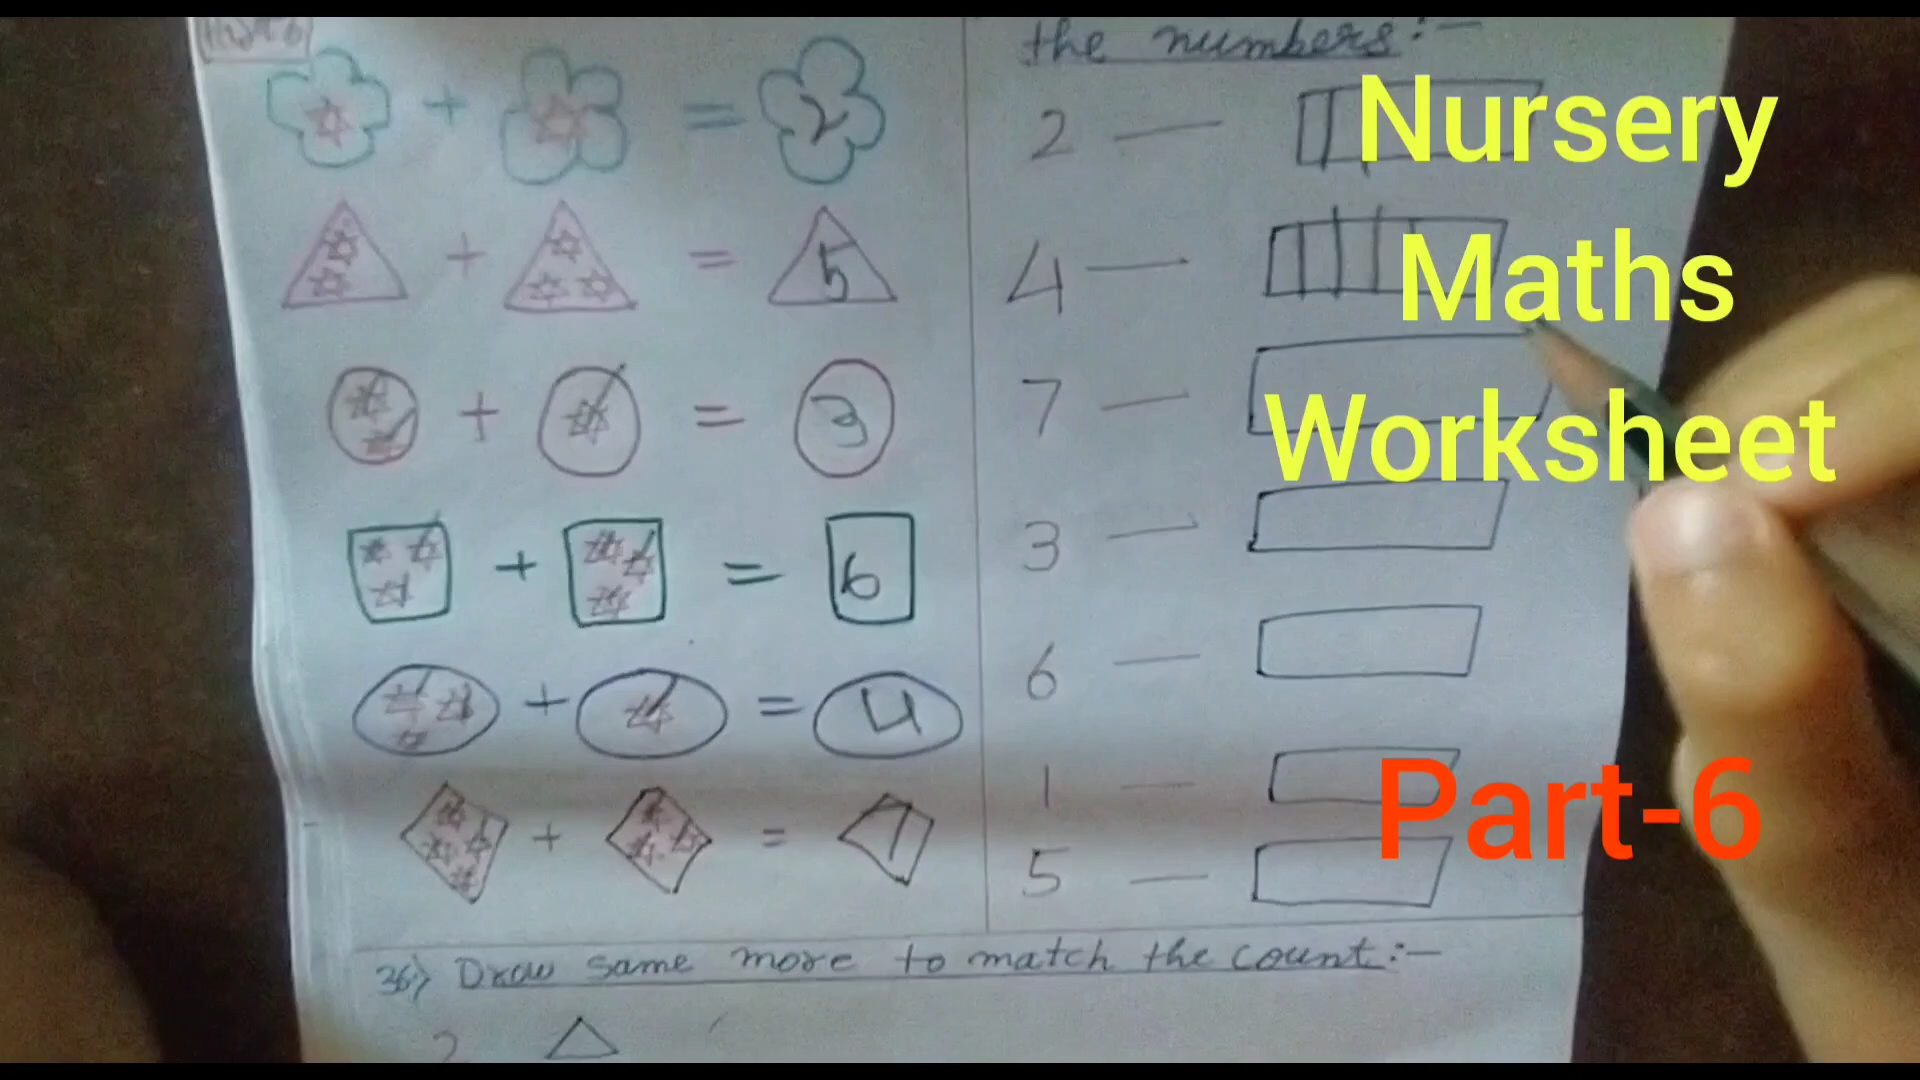 the numbers:-
+ = 2
+ = 5
+ = 3
+ = 6
+ = 4
+ = 7
2 —
4 —
7 —
3 —
6 —
1 —
5 —
36) Draw same more to match the count:-
2
Nursery
Maths
Worksheet
Part-6